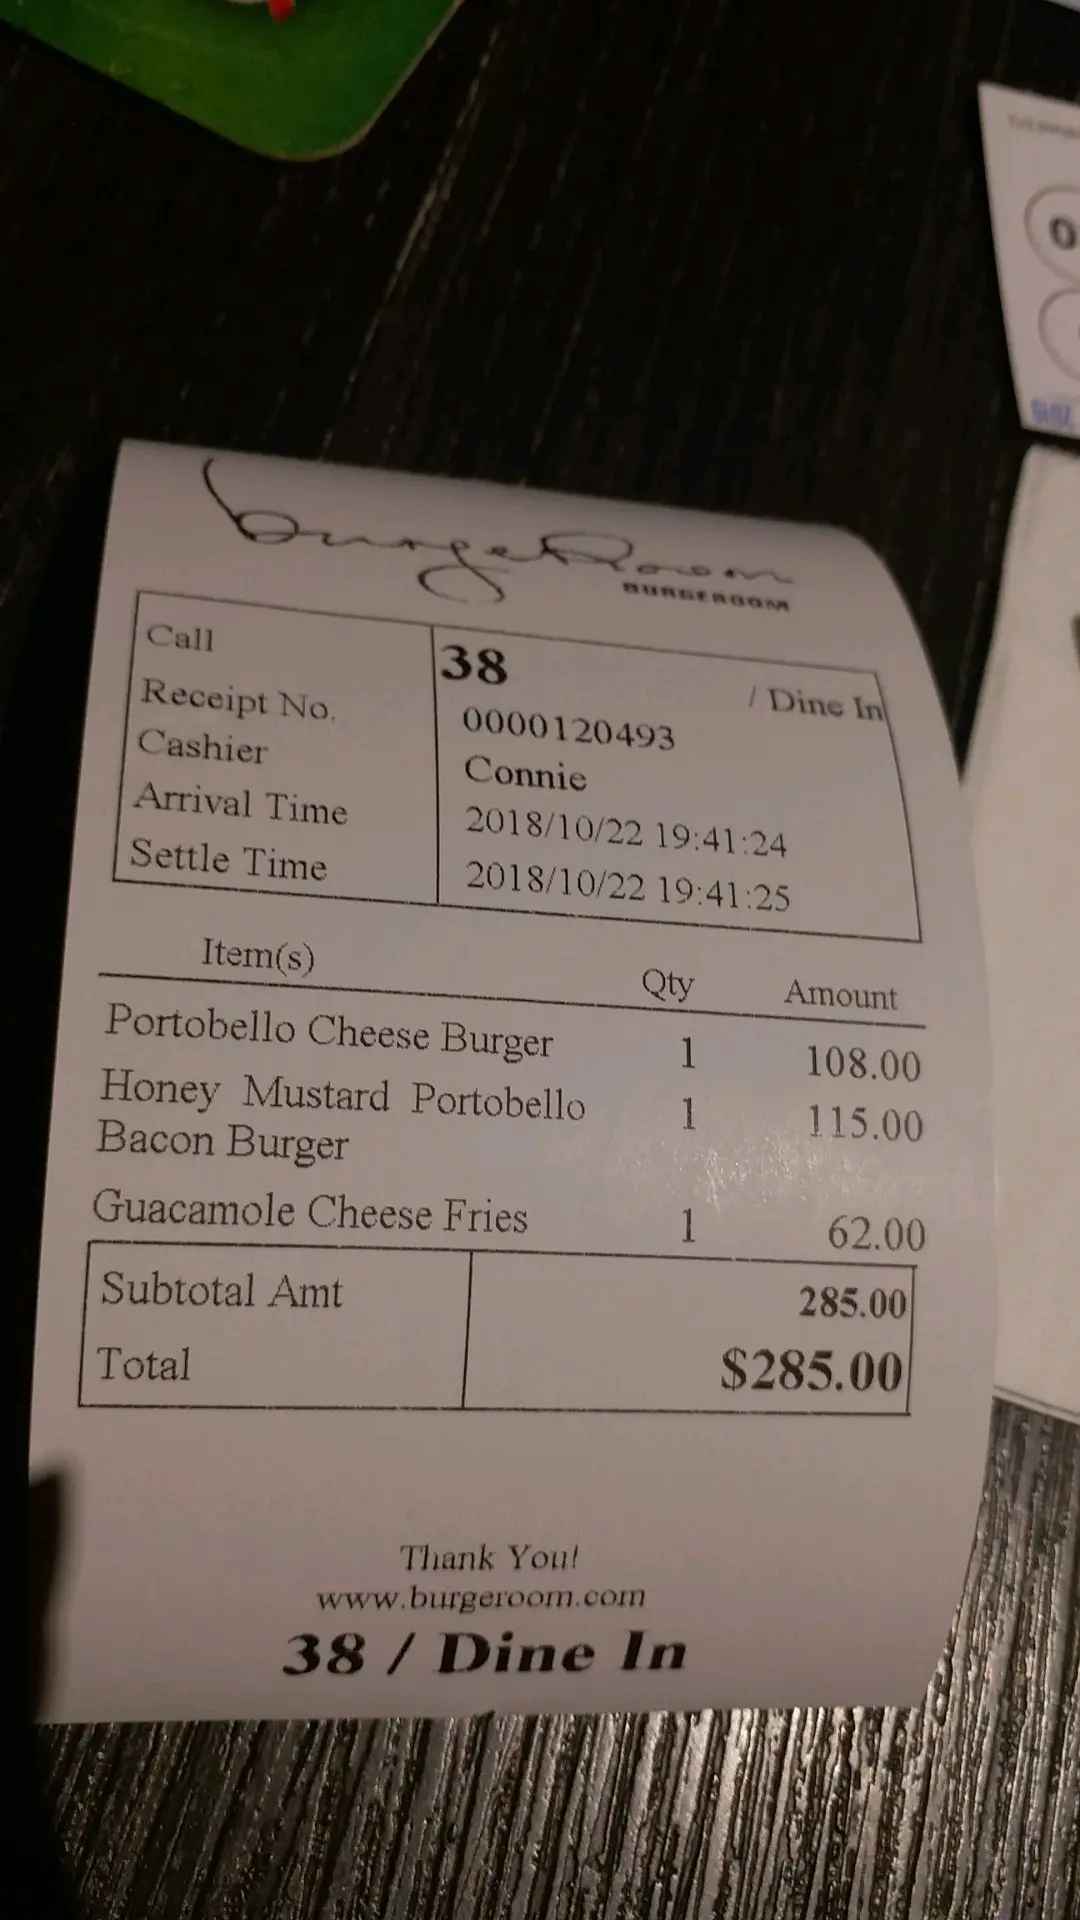 burgeRoom
BURGEROOM
Call 38 / Dine In
Receipt No. 0000120493
Cashier Connie
Arrival Time 2018/10/22 19:41:24
Settle Time 2018/10/22 19:41:25
Item(s) Qty Amount
Portobello Cheese Burger 1 108.00
Honey Mustard Portobello 1 115.00
Bacon Burger
Guacamole Cheese Fries 1 62.00
Subtotal Amt 285.00
Total $285.00
Thank You!
www.burgeroom.com
38 / Dine In
0